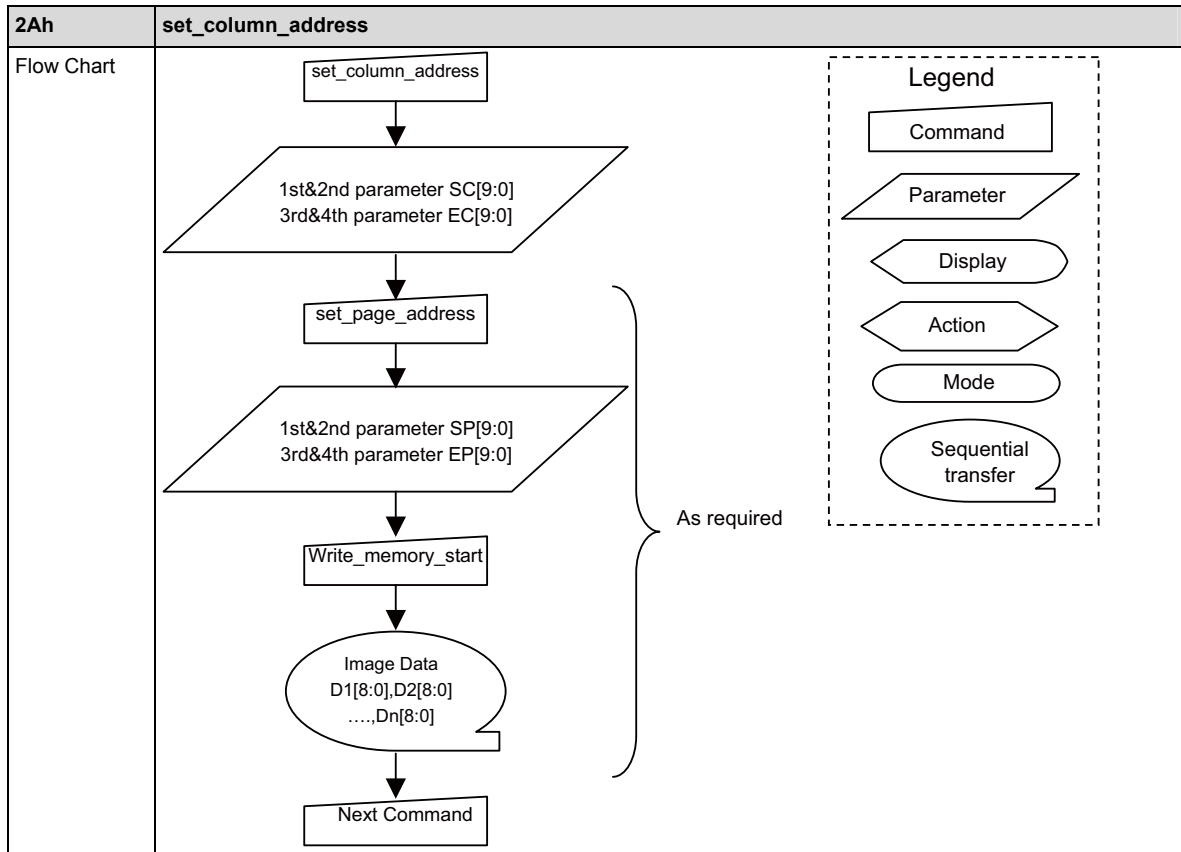 2Ah
set_column_address
Flow Chart
set_column_address
1st&2nd parameter SC[9:0]
3rd&4th parameter EC[9:0]
set_page_address
1st&2nd parameter SP[9:0]
3rd&4th parameter EP[9:0]
Write_memory_start
Image Data
D1[8:0],D2[8:0]
….,Dn[8:0]
Next Command
As required
Legend
Command
Parameter
Display
Action
Mode
Sequential
transfer